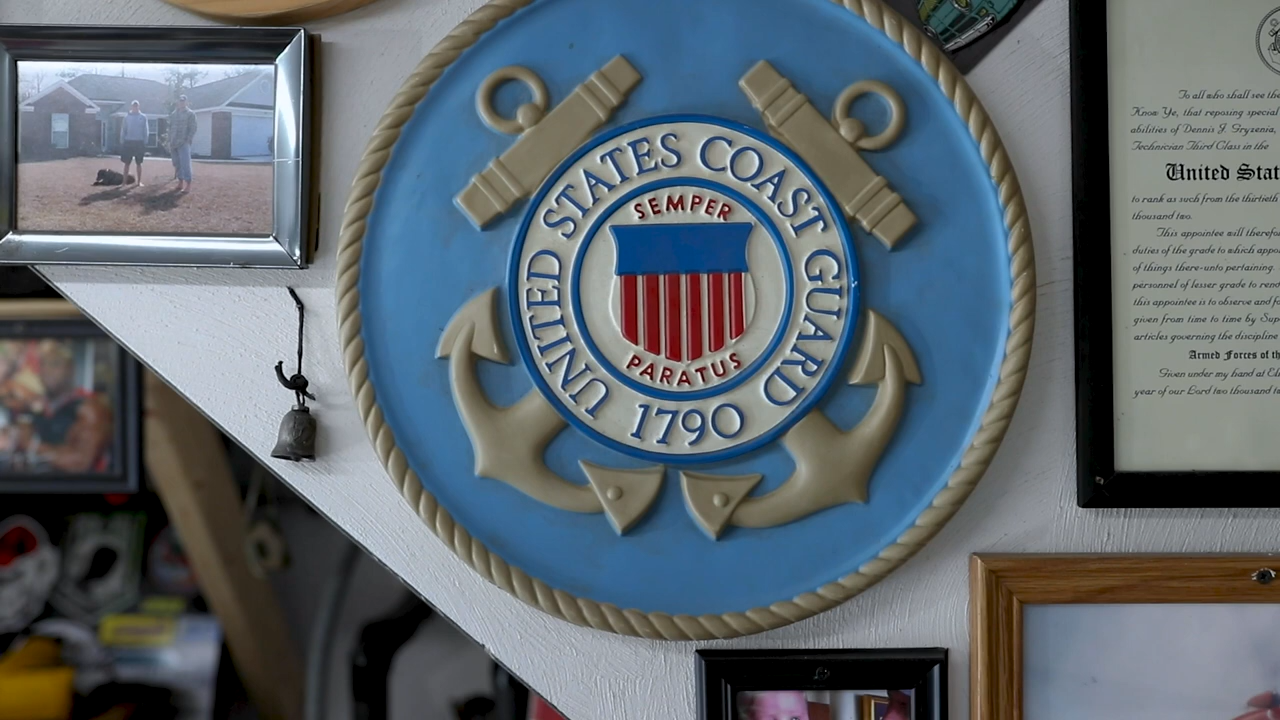 UNITED STATES COAST GUARD
1790
SEMPER
PARATUS
To all who shall see the
Know Ye, that reposing special
abilities of Dennis J. Gryzenia,
Technician Third Class in the
United Stat
to rank as such from the thirtieth
thousand two.
This appointee will therefor
duties of the grade to which appo
of things there-unto pertaining.
personnel of lesser grade to rend
this appointee is to observe and f
given from time to time by Sup
articles governing the discipline
Armed Forces of th
Given under my hand at El
year of our Lord two thousand t